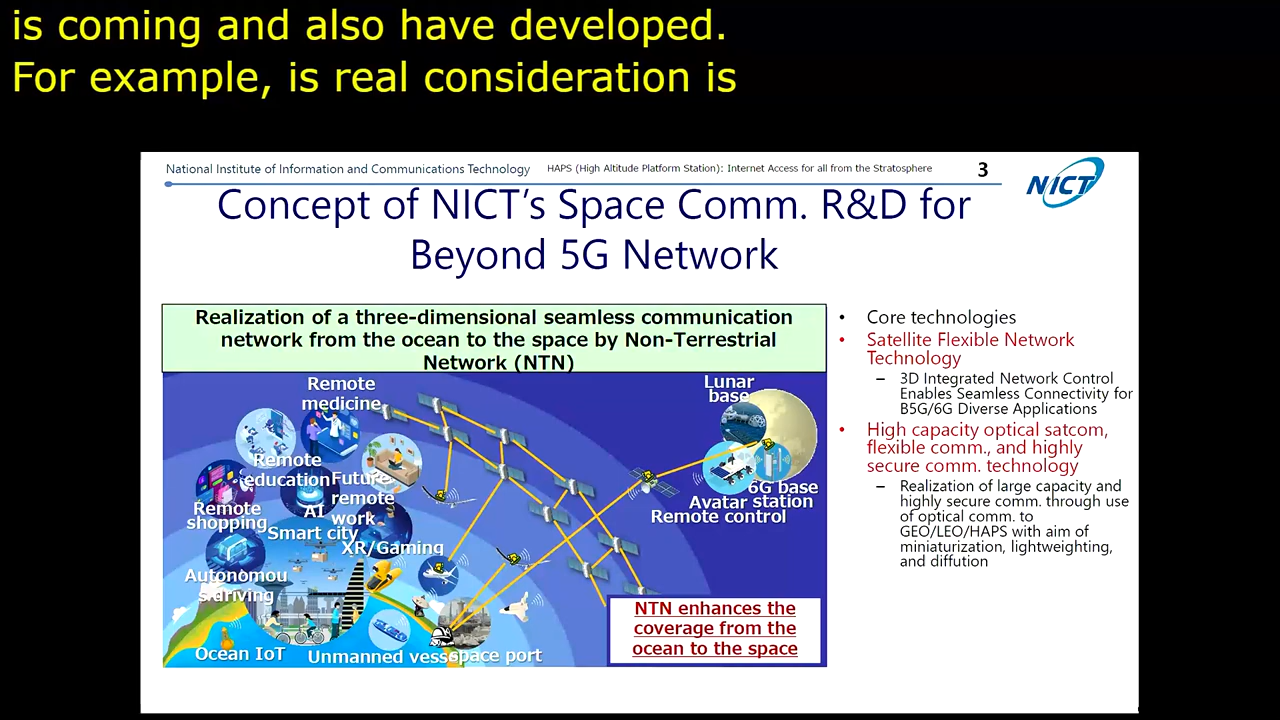 is coming and also have developed.
For example, is real consideration is
National Institute of Information and Communications Technology
HAPS (High Altitude Platform Station): Internet Access for all from the Stratosphere
3
NICT
Concept of NICT’s Space Comm. R&D for
Beyond 5G Network
Realization of a three-dimensional seamless communication
network from the ocean to the space by Non-Terrestrial
Network (NTN)
Remote
medicine
Remote
education
Future
remote
work
Remote
shopping
AI
Smart city
XR/Gaming
Autonomou
s driving
Ocean IoT
Unmanned vess
space port
Lunar
base
6G base
station
Avatar
Remote control
NTN enhances the
coverage from the
ocean to the space
• Core technologies
• Satellite Flexible Network
Technology
– 3D Integrated Network Control
Enables Seamless Connectivity for
B5G/6G Diverse Applications
• High capacity optical satcom,
flexible comm., and highly
secure comm. technology
– Realization of large capacity and
highly secure comm. through use
of optical comm. to
GEO/LEO/HAPS with aim of
miniaturization, lightweighting,
and diffution